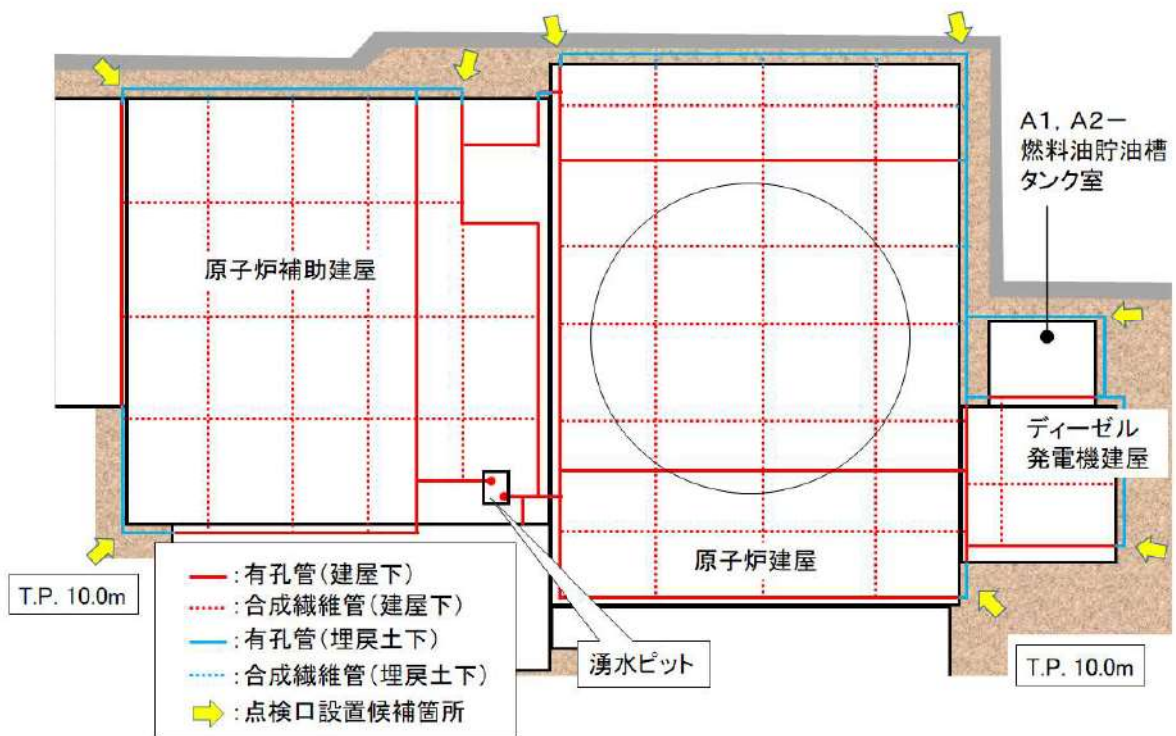 A1, A2－
燃料油貯油槽
タンク室
原子炉補助建屋
ディーゼル
発電機建屋
原子炉建屋
T.P. 10.0m
：有孔管（建屋下）
：合成繊維管（建屋下）
：有孔管（埋戻土下）
：合成繊維管（埋戻土下）
：点検口設置候補箇所
湧水ピット
T.P. 10.0m